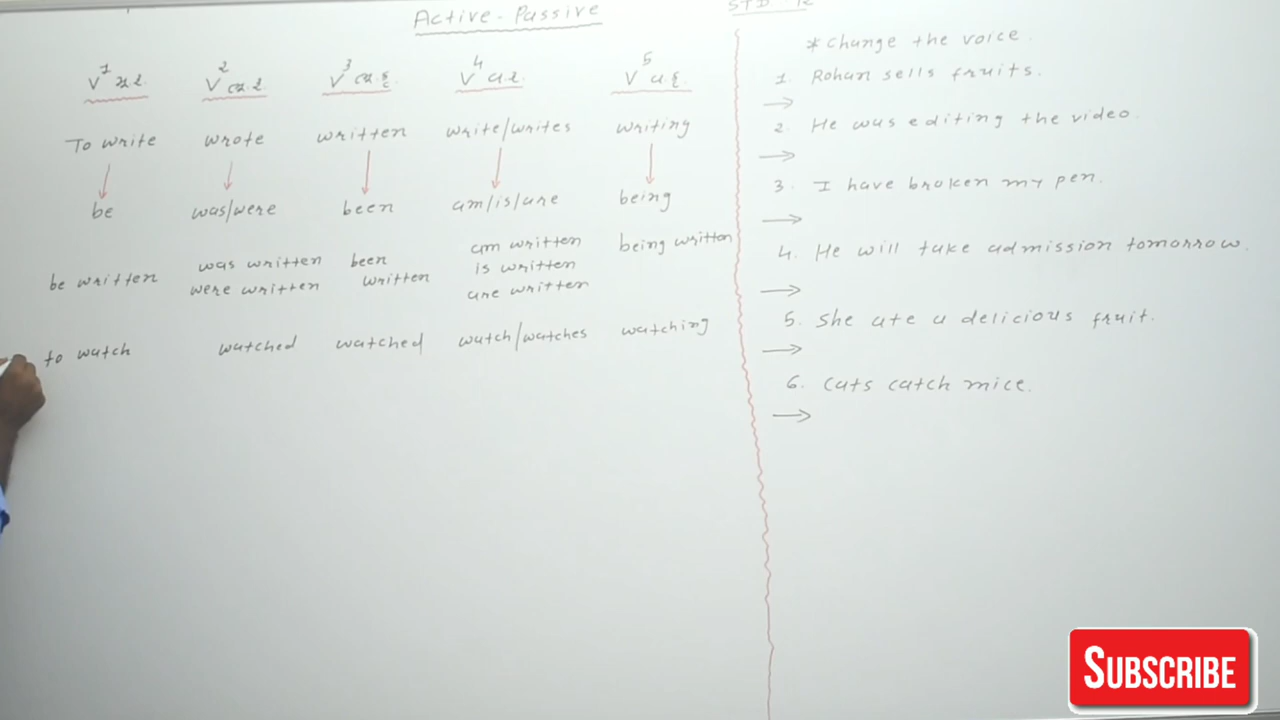 Active-Passive
STD
V1 V2 V3 V4 V5
To write wrote written write/writes writing
be was/were been am/is/are being
be written was written been am written being written
were written written is written
are written
to watch watched watched watch/watches watching
*Change the voice.
1. Rohan sells fruits.
→
2. He was editing the video.
→
3. I have broken my pen.
→
4. He will take admission tomorrow.
→
5. She ate a delicious fruit.
→
6. Cats catch mice.
→
SUBSCRIBE